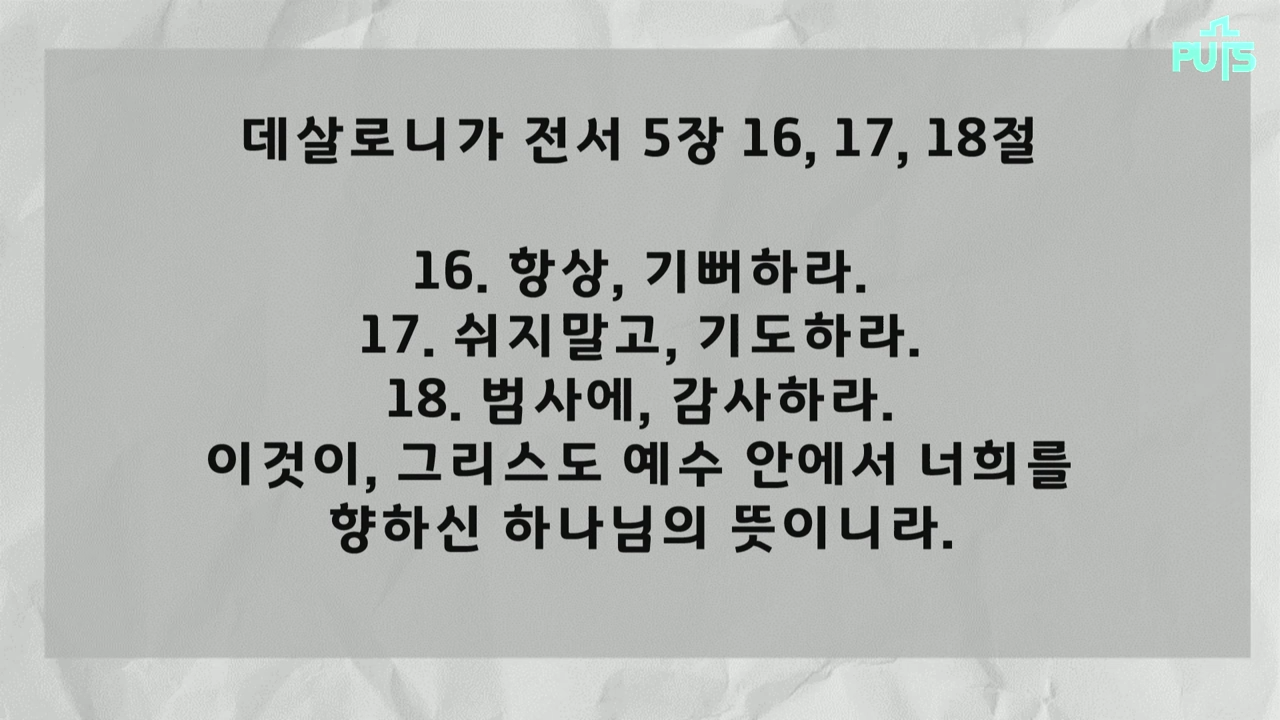 PUTS
데살로니가 전서 5장 16, 17, 18절
16. 항상, 기뻐하라.
17. 쉬지말고, 기도하라.
18. 범사에, 감사하라.
이것이, 그리스도 예수 안에서 너희를
향하신 하나님의 뜻이니라.